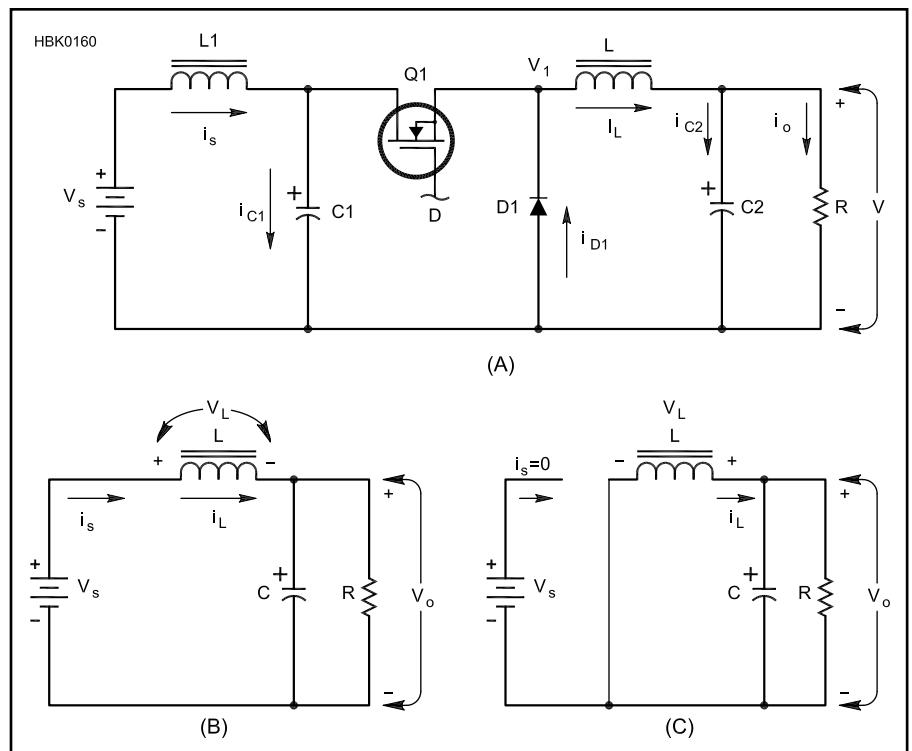 HBK0160
L1
Q1
V1
L
is
IL
iC2
io
+
+
Vs
-
iC1
+
C1
D
D1
iD1
+
C2
R
V
-
(A)
VL
L
+
-
is
iL
+
+
Vs
-
+
C
R
Vo
-
(B)
VL
L
is=0
-
+
iL
+
+
Vs
-
+
C
R
Vo
-
(C)